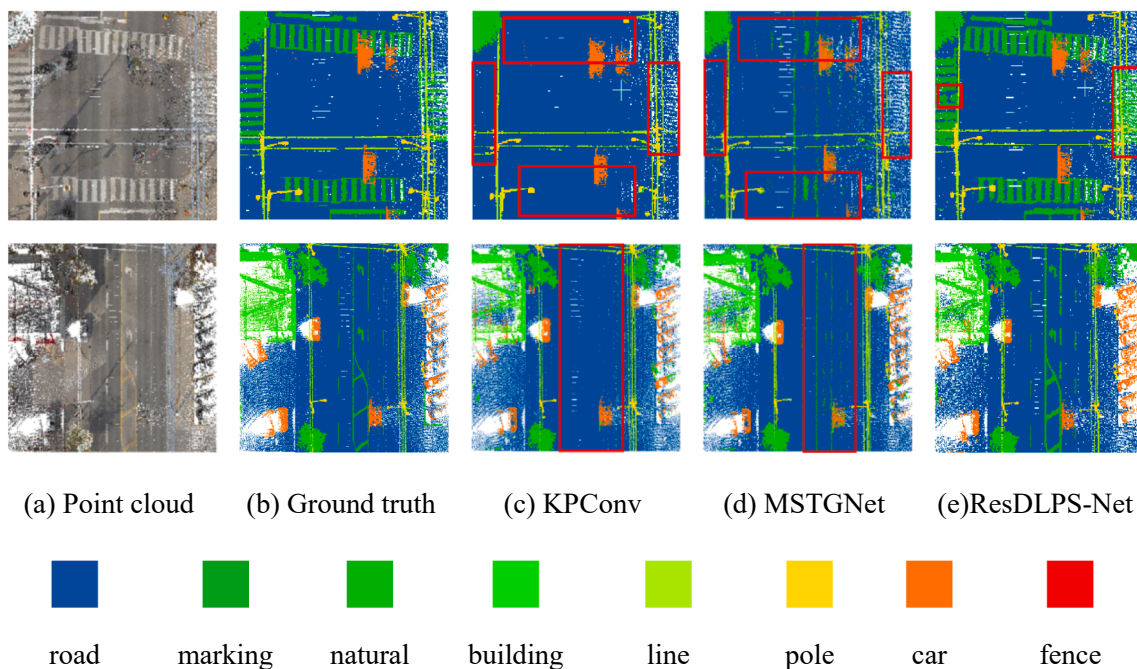 (a) Point cloud (b) Ground truth (c) KPConv (d) MSTGNet (e)ResDLPS-Net
road marking natural building line pole car fence